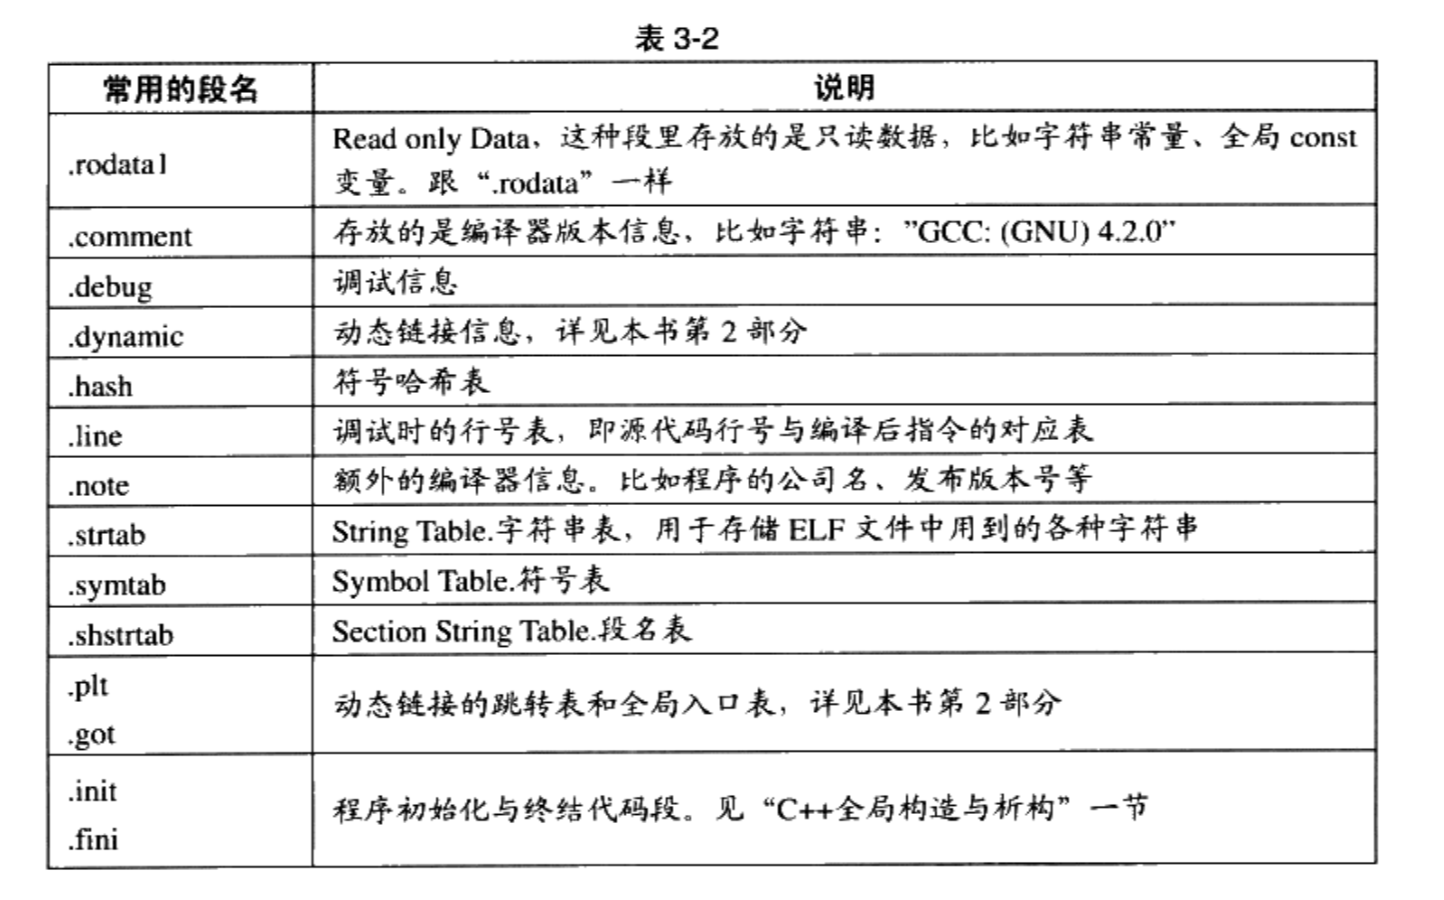 表 3-2
常用的段名 说明
.rodata1 Read only Data，这种段里存放的是只读数据，比如字符串常量、全局 const
变量。跟“.rodata”一样
.comment 存放的是编译器版本信息，比如字符串：”GCC: (GNU) 4.2.0”
.debug 调试信息
.dynamic 动态链接信息，详见本书第 2 部分
.hash 符号哈希表
.line 调试时的行号表，即源代码行号与编译后指令的对应表
.note 额外的编译器信息。比如程序的公司名、发布版本号等
.strtab String Table.字符串表，用于存储 ELF 文件中用到的各种字符串
.symtab Symbol Table.符号表
.shstrtab Section String Table.段名表
.plt
.got 动态链接的跳转表和全局入口表，详见本书第 2 部分
.init
.fini 程序初始化与终结代码段。见“C++全局构造与析构”一节